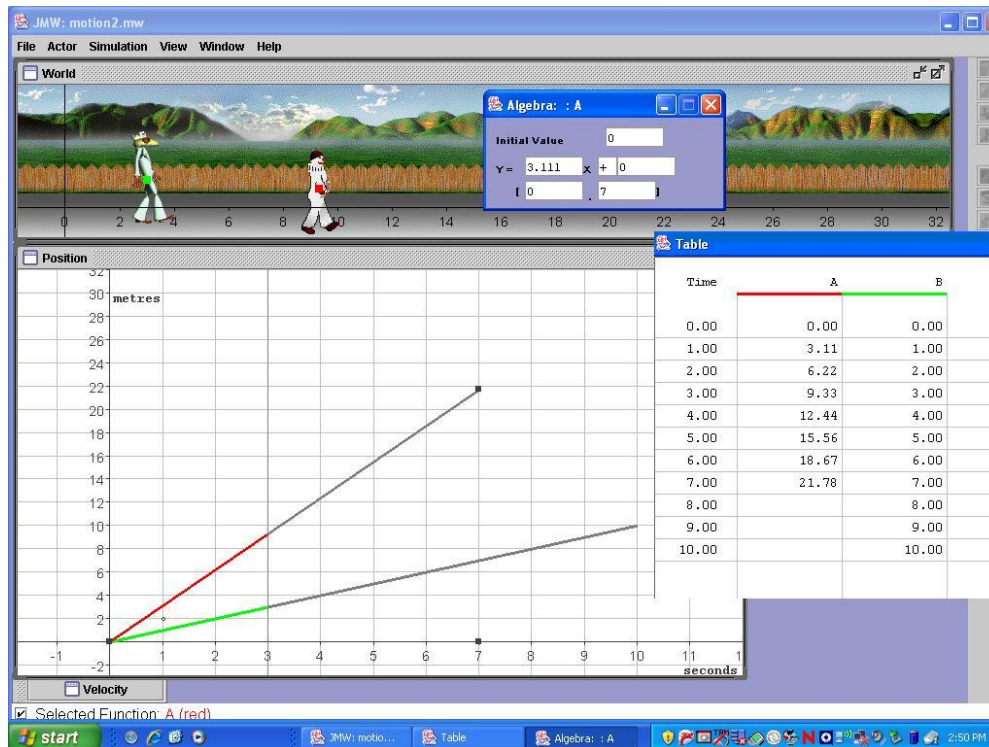 JMW: motion2.mw
File Actor Simulation View Window Help
World
0 2 4 6 8 10 12 14 16 18 20 22 24 26 28 30 32
Algebra: : A
Initial Value 0
Y = 3.111 X + 0
[ 0 , 7 ]
Position
32
30 metres
28
26
24
22
20
18
16
14
12
10
8
6
4
2
-1 1 2 3 4 5 6 7 8 9 10 11 1
-2
seconds
Table
Time A B
0.00 0.00 0.00
1.00 3.11 1.00
2.00 6.22 2.00
3.00 9.33 3.00
4.00 12.44 4.00
5.00 15.56 5.00
6.00 18.67 6.00
7.00 21.78 7.00
8.00 8.00
9.00 9.00
10.00 10.00
Velocity
Selected Function: A (red)
start JMW: motio... Table Algebra: : A 2:50 PM